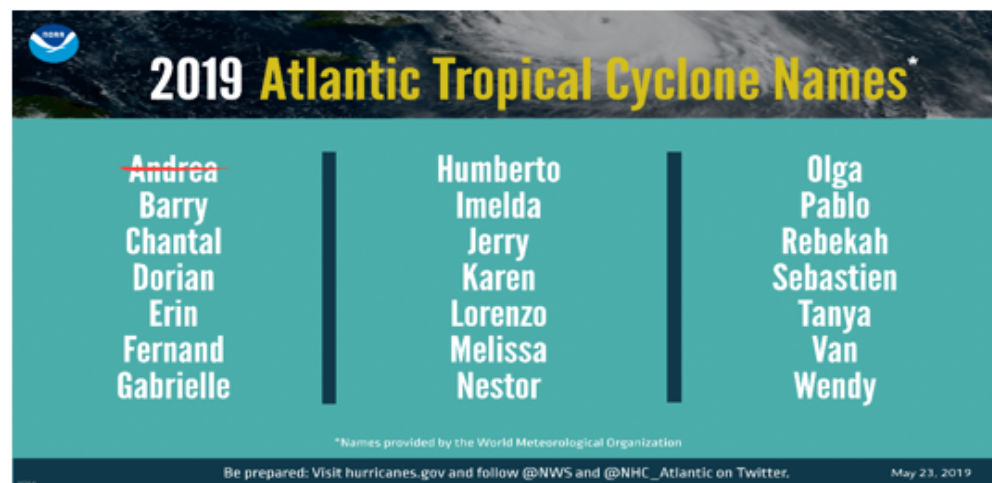 NOAA
2019 Atlantic Tropical Cyclone Names*
Andrea
Barry
Chantal
Dorian
Erin
Fernand
Gabrielle
Humberto
Imelda
Jerry
Karen
Lorenzo
Melissa
Nestor
Olga
Pablo
Rebekah
Sebastien
Tanya
Van
Wendy
*Names provided by the World Meteorological Organization
Be prepared: Visit hurricanes.gov and follow @NWS and @NHC_Atlantic on Twitter.
May 23, 2019